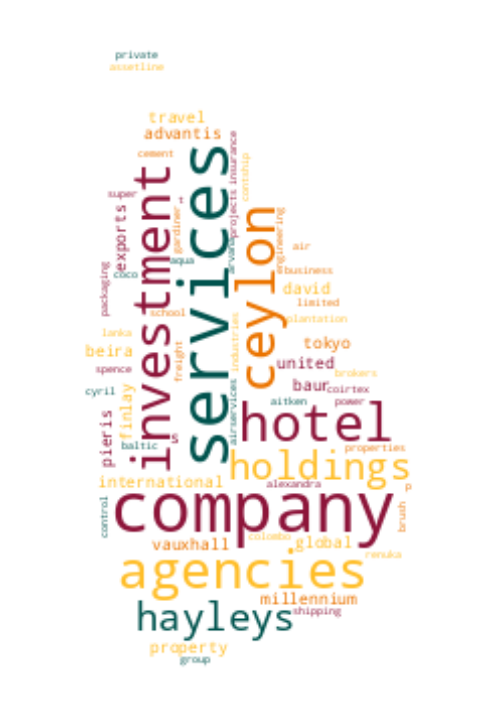 private
assetline
travel
advantis
cement
services
investment
super
exports
t
gardiner
projects
insurance
contship
ceylon
engineering
aqua
air
packaging
coco
business
david
limited
school
plantation
lanka
industries
tokyo
beira
freight
united
spence
brokers
baur
coirtex
cyril
finlay
airservices
aitken
power
hotel
pieris
s
baltic
properties
holdings
international
alexandra
p
company
control
brush
colombo
vauxhall
global
renuka
agencies
millennium
hayleys
shipping
property
group